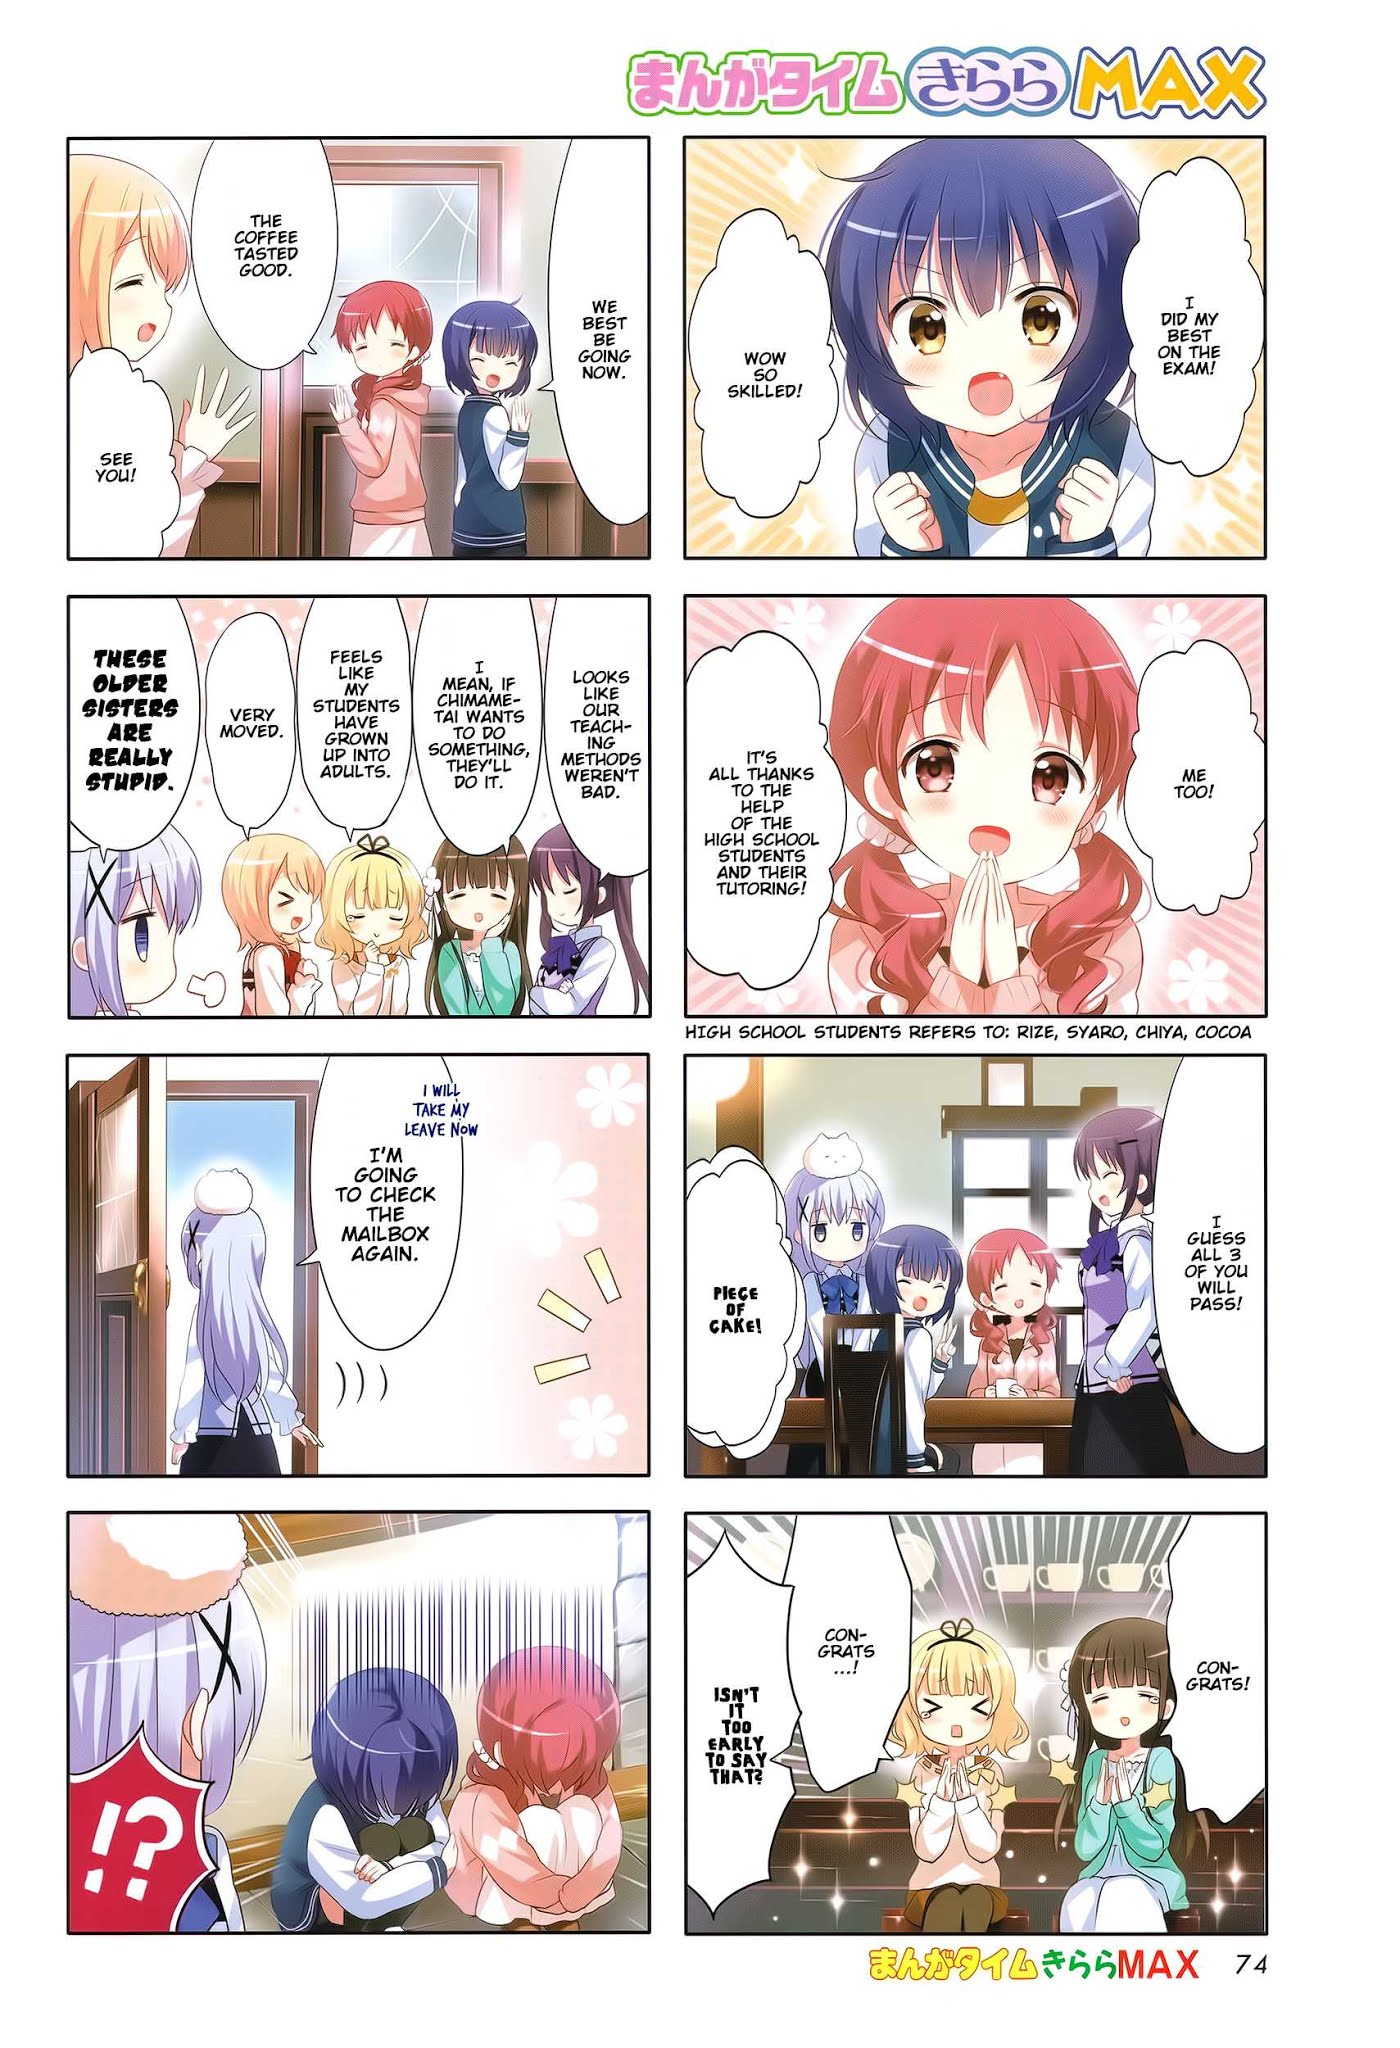 まんがタイムきららMAX
I
DID MY
BEST
ON THE
EXAM!
WOW
SO
SKILLED!
ME
TOO!
IT'S
ALL THANKS
TO THE
HELP
OF THE
HIGH SCHOOL
STUDENTS
AND THEIR
TUTORING!
HIGH SCHOOL STUDENTS REFERS TO: RIZE, SYARO, CHIYA, COCOA
I
GUESS
ALL 3
OF YOU
WILL
PASS!
PIECE
OF
CAKE!
CON-
GRATS!
CON-
GRATS
...!
ISN'T
IT
TOO
EARLY
TO SAY
THAT?
WE
BEST
BE
GOING
NOW.
THE
COFFEE
TASTED
GOOD.
SEE
YOU!
LOOKS
LIKE
OUR
TEACH-
ING
METHODS
WEREN'T
BAD.
I
MEAN, IF
CHIMAME-
TAI WANTS
TO DO
SOMETHING,
THEY'LL
DO IT.
FEELS
LIKE
MY
STUDENTS
HAVE
GROWN
UP INTO
ADULTS.
VERY
MOVED.
THESE
OLDER
SISTERS
ARE
REALLY
STUPID.
I WILL
TAKE MY
LEAVE NOW
I'M
GOING
TO CHECK
THE
MAILBOX
AGAIN.
!?
まんがタイムきららMAX 74